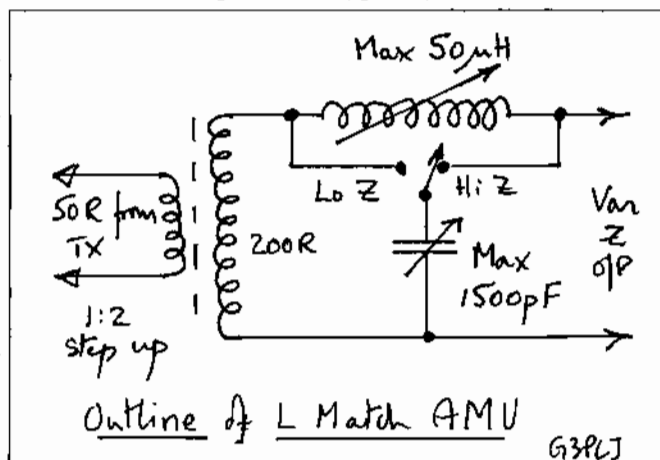 Max 50µH
Lo Z
Hi Z
50R from
TX
200R
Max
1500pF
Var
Z
o/p
1:2
step up
Outline of L Match AMU
G3PLJ